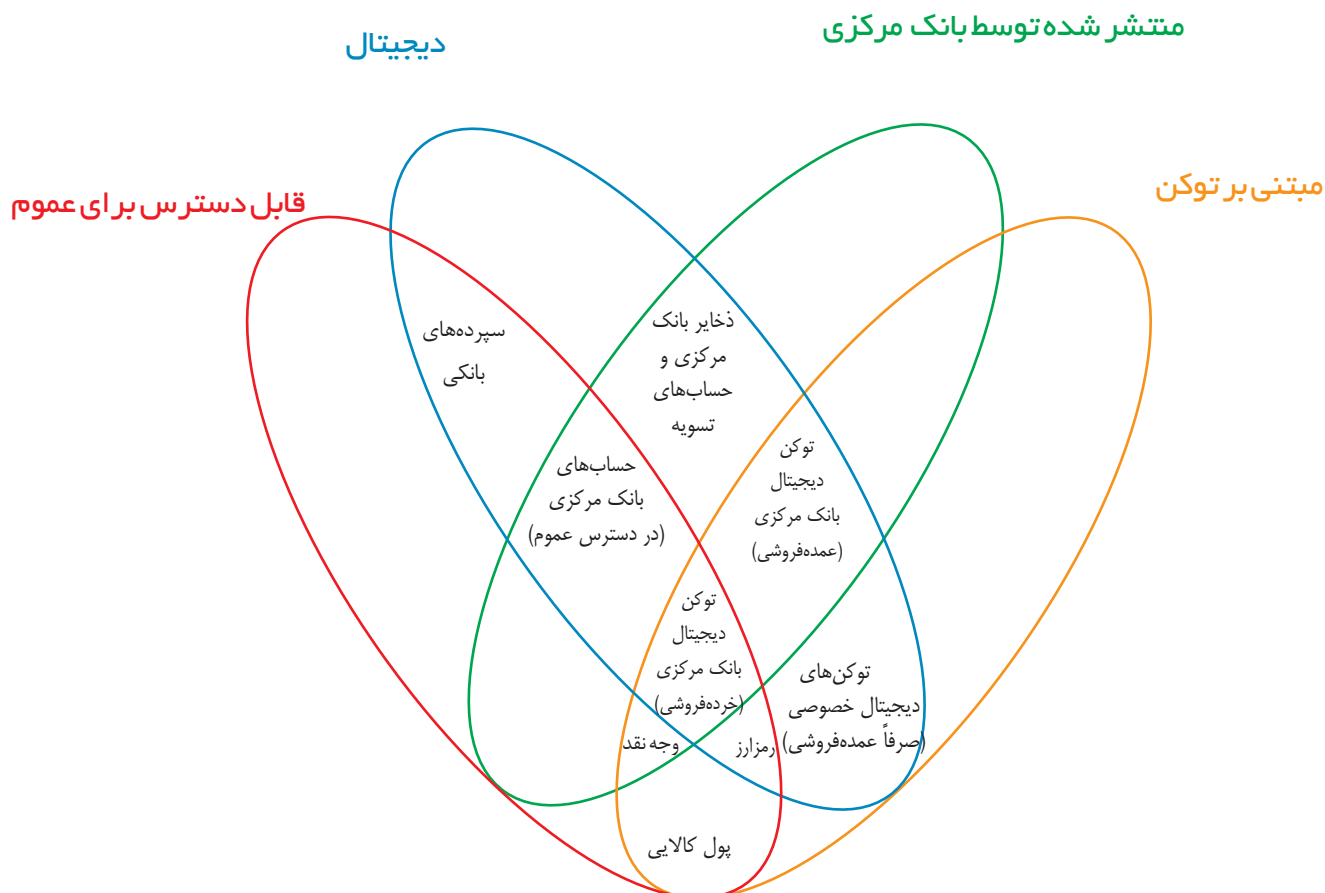 منتشر شده توسط بانک مرکزی
دیجیتال
مبتنی بر توکن
قابل دسترس برای عموم
ذخایر بانک
مرکزی و
حساب‌های
تسویه
سپرده‌های
بانکی
توکن
دیجیتال
بانک مرکزی
(عمده‌فروشی)
حساب‌های
بانک مرکزی
(در دسترس عموم)
توکن
دیجیتال
بانک مرکزی
(خرده‌فروشی)
توکن‌های
دیجیتال خصوصی
(صرفاً عمده‌فروشی)
رمزارز
وجه نقد
پول کالایی